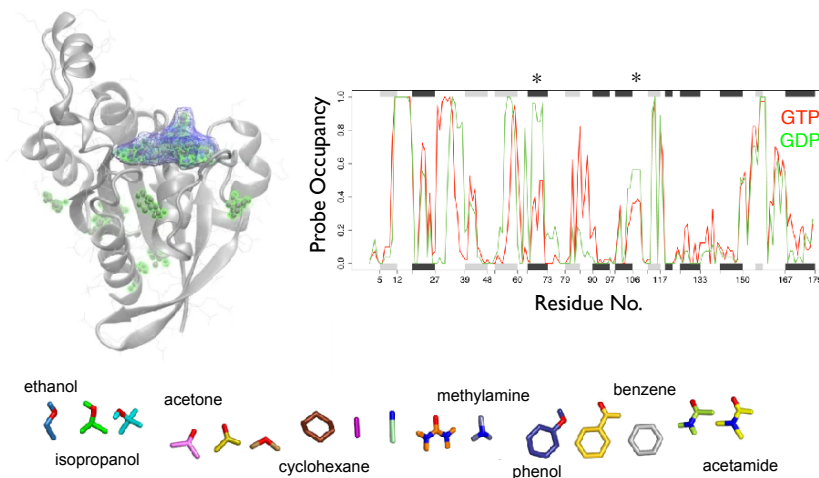 * *
GTP
GDP
Probe Occupancy
1.0
0.8
0.6
0.4
0.2
0.0
5 12 27 39 48 60 73 79 90 97 106 117 123 133 150 167 179
Residue No.
ethanol
acetone
methylamine
benzene
isopropanol
cyclohexane
phenol
acetamide